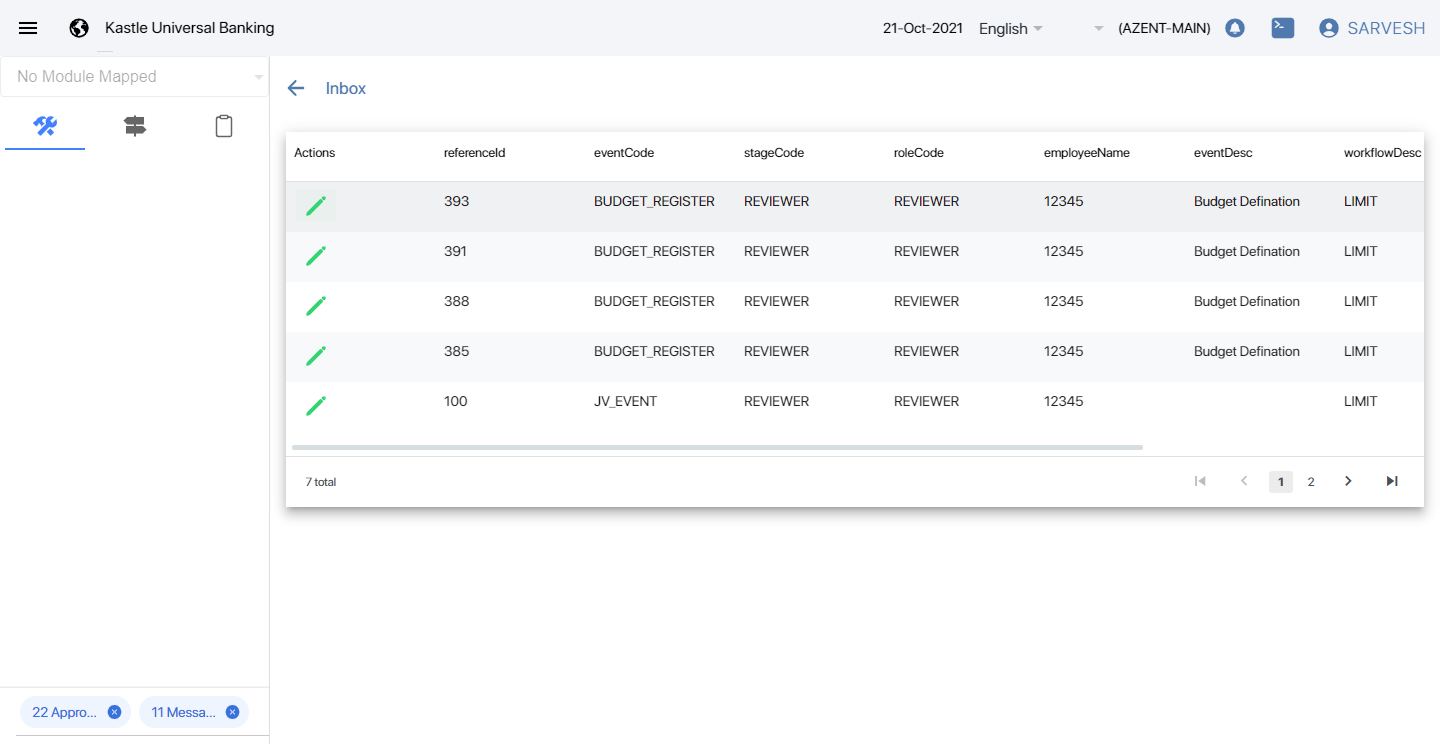 Kastle Universal Banking
21-Oct-2021 English (AZENT-MAIN) SARVESH
No Module Mapped
Inbox
Actions referenceId eventCode stageCode roleCode employeeName eventDesc workflowDesc
393 BUDGET_REGISTER REVIEWER REVIEWER 12345 Budget Defination LIMIT
391 BUDGET_REGISTER REVIEWER REVIEWER 12345 Budget Defination LIMIT
388 BUDGET_REGISTER REVIEWER REVIEWER 12345 Budget Defination LIMIT
385 BUDGET_REGISTER REVIEWER REVIEWER 12345 Budget Defination LIMIT
100 JV_EVENT REVIEWER REVIEWER 12345 LIMIT
7 total 1 2
22 Appro... 11 Messa...